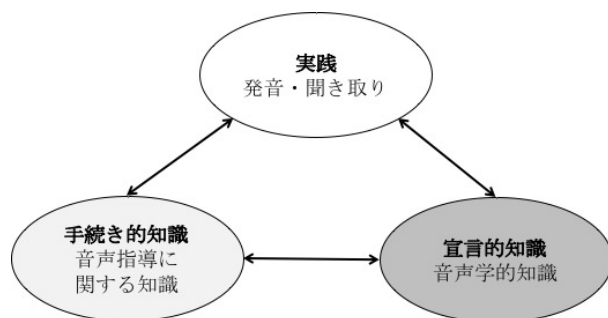 実践
発音・聞き取り
手続き的知識
音声指導に
関する知識
宣言的知識
音声学的知識